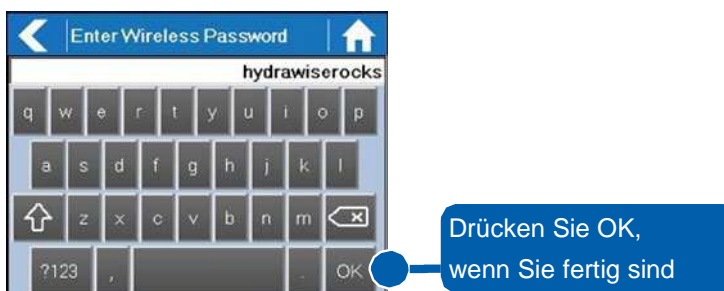 Enter Wireless Password
hydrawiserocks
q w e r t y u i o p
a s d f g h j k l
z x c v b n m
?123 , . OK
Drücken Sie OK,
wenn Sie fertig sind